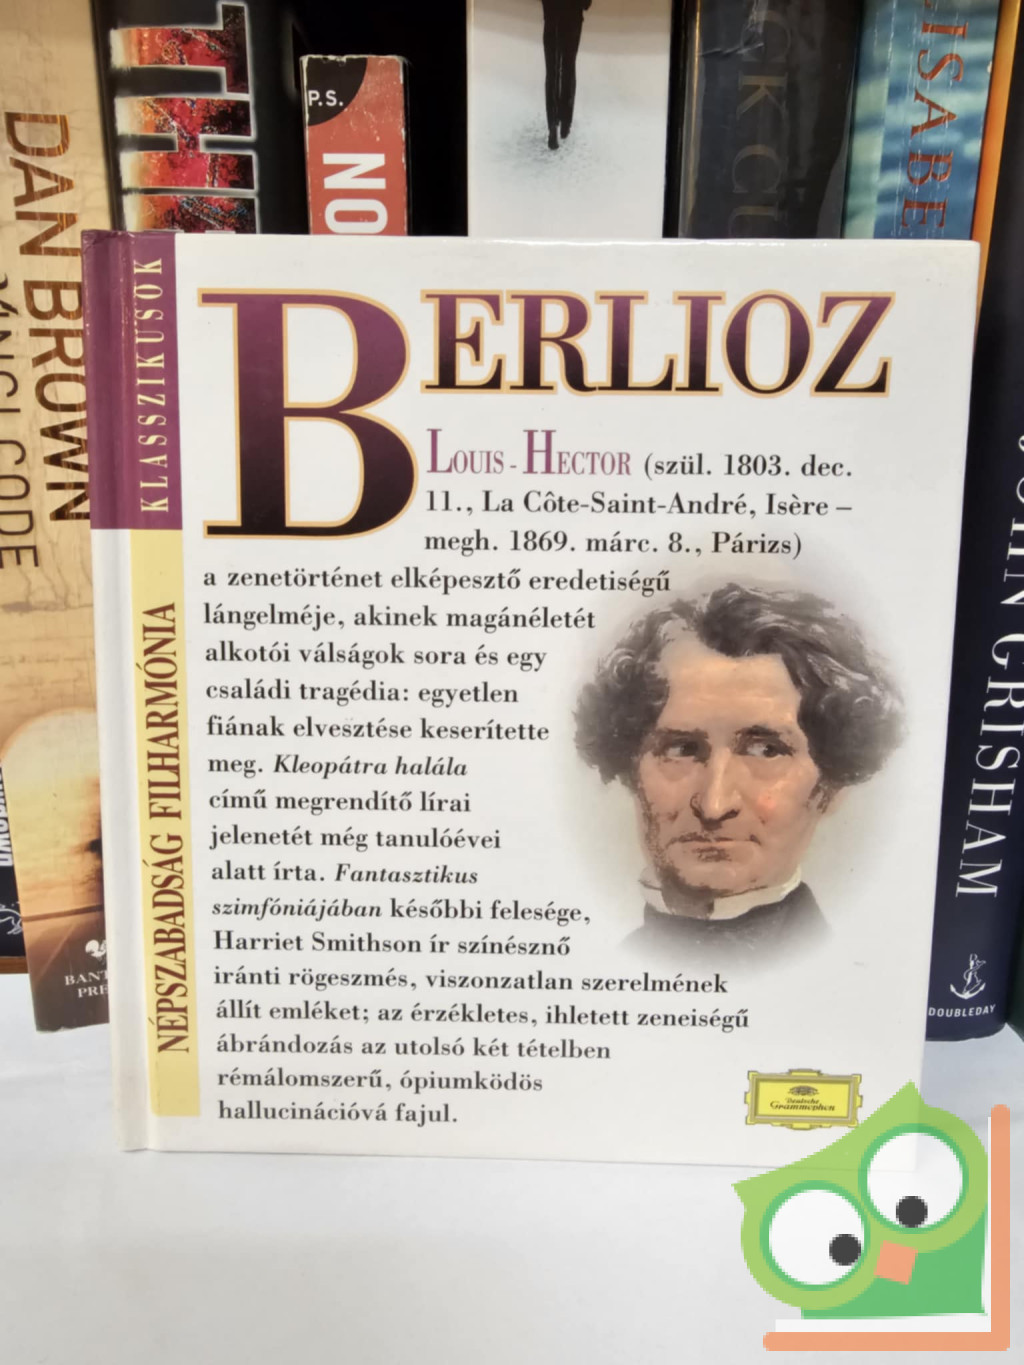 DAN BROWN
P.S.
ON
ISABE
KLASSZIKUSOK
NÉPSZABADSÁG FILHARMÓNIA
BERLIOZ
LOUIS-HECTOR (szül. 1803. dec.
11., La Côte-Saint-André, Isère –
megh. 1869. márc. 8., Párizs)
a zenetörténet elképesztő eredetiségű
lángelméje, akinek magánéletét
alkotói válságok sora és egy
családi tragédia: egyetlen
fiának elvesztése keserítette
meg. Kleopátra halála
című megrendítő lírai
jelenetét még tanulóévei
alatt írta. Fantasztikus
szimfóniájában későbbi felesége,
Harriet Smithson ír színésznő
iránti rögeszmés, viszonzatlan szerelmének
állít emléket; az érzékletes, ihletett zeneiségű
ábrándozás az utolsó két tételben
rémálomszerű, ópiumködös
hallucinációvá fajul.
Deutsche
Grammophon
GRISHAM
DOUBLEDAY